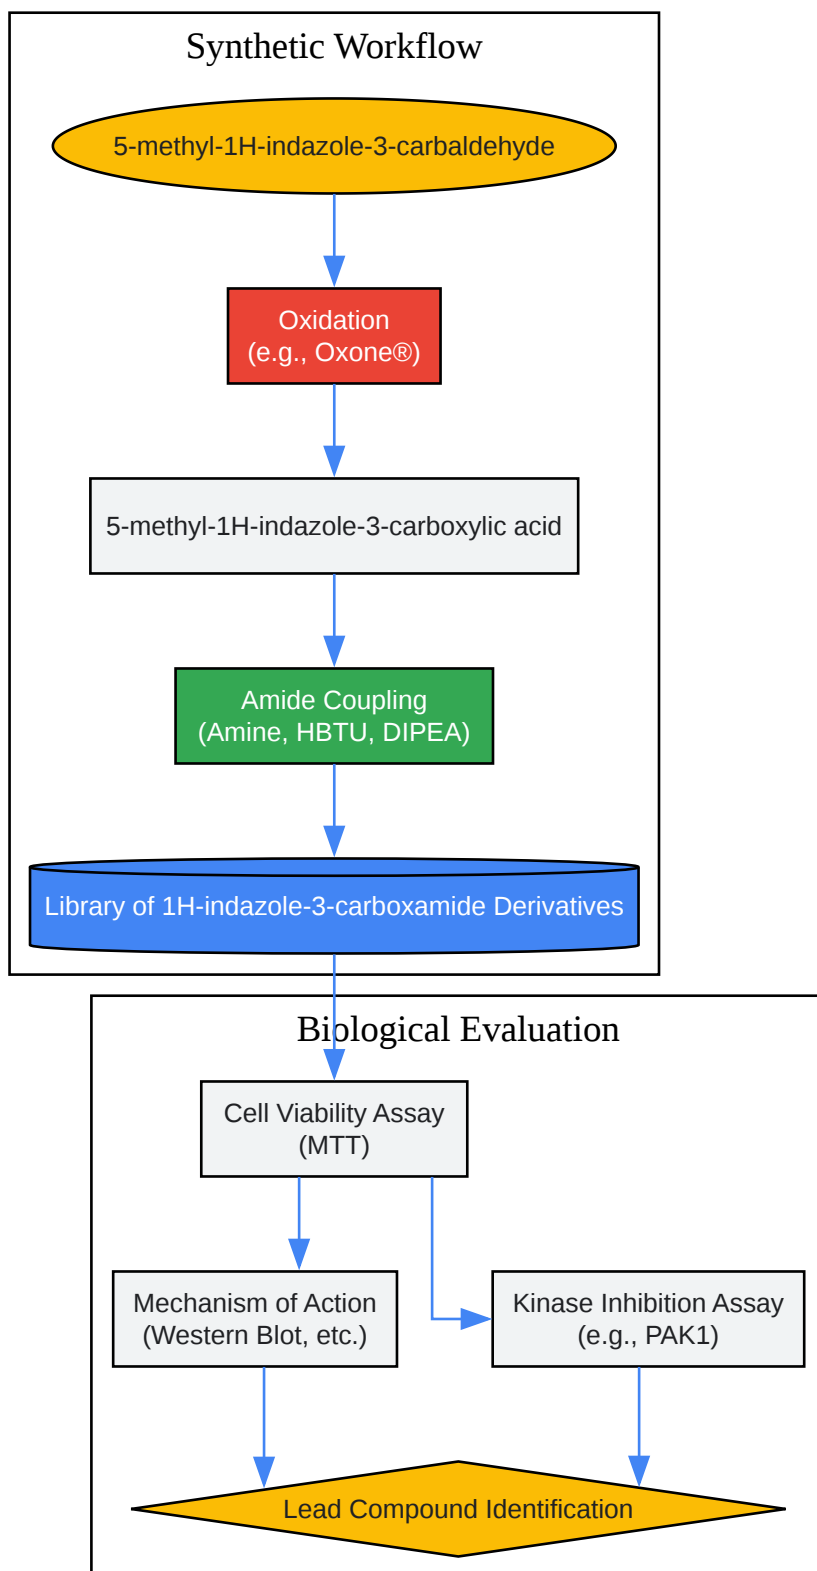 Synthetic Workflow
5-methyl-1H-indazole-3-carbaldehyde
Oxidation
(e.g., Oxone®)
5-methyl-1H-indazole-3-carboxylic acid
Amide Coupling
(Amine, HBTU, DIPEA)
Library of 1H-indazole-3-carboxamide Derivatives
Biological Evaluation
Cell Viability Assay
(MTT)
Mechanism of Action
(Western Blot, etc.)
Kinase Inhibition Assay
(e.g., PAK1)
Lead Compound Identification